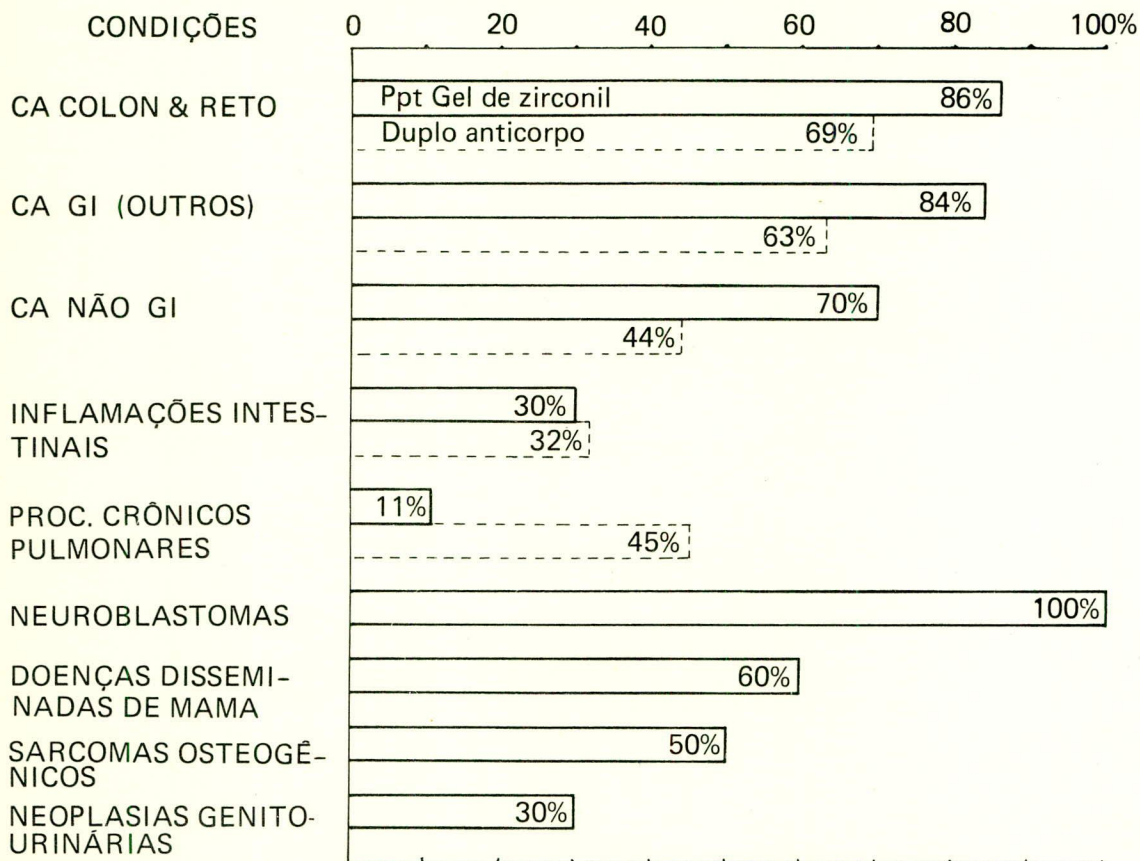 CONDIÇÕES 0 20 40 60 80 100%
CA COLON & RETO
Ppt Gel de zirconil 86%
Duplo anticorpo 69%
CA GI (OUTROS) 84%
63%
CA NÃO GI 70%
44%
INFLAMAÇÕES INTES-
TINAIS
30%
32%
PROC. CRÔNICOS
PULMONARES
11%
45%
NEUROBLASTOMAS 100%
DOENÇAS DISSEMI-
NADAS DE MAMA
60%
SARCOMAS OSTEOGÊ-
NICOS
50%
NEOPLASIAS GENITO-
URINÁRIAS
30%